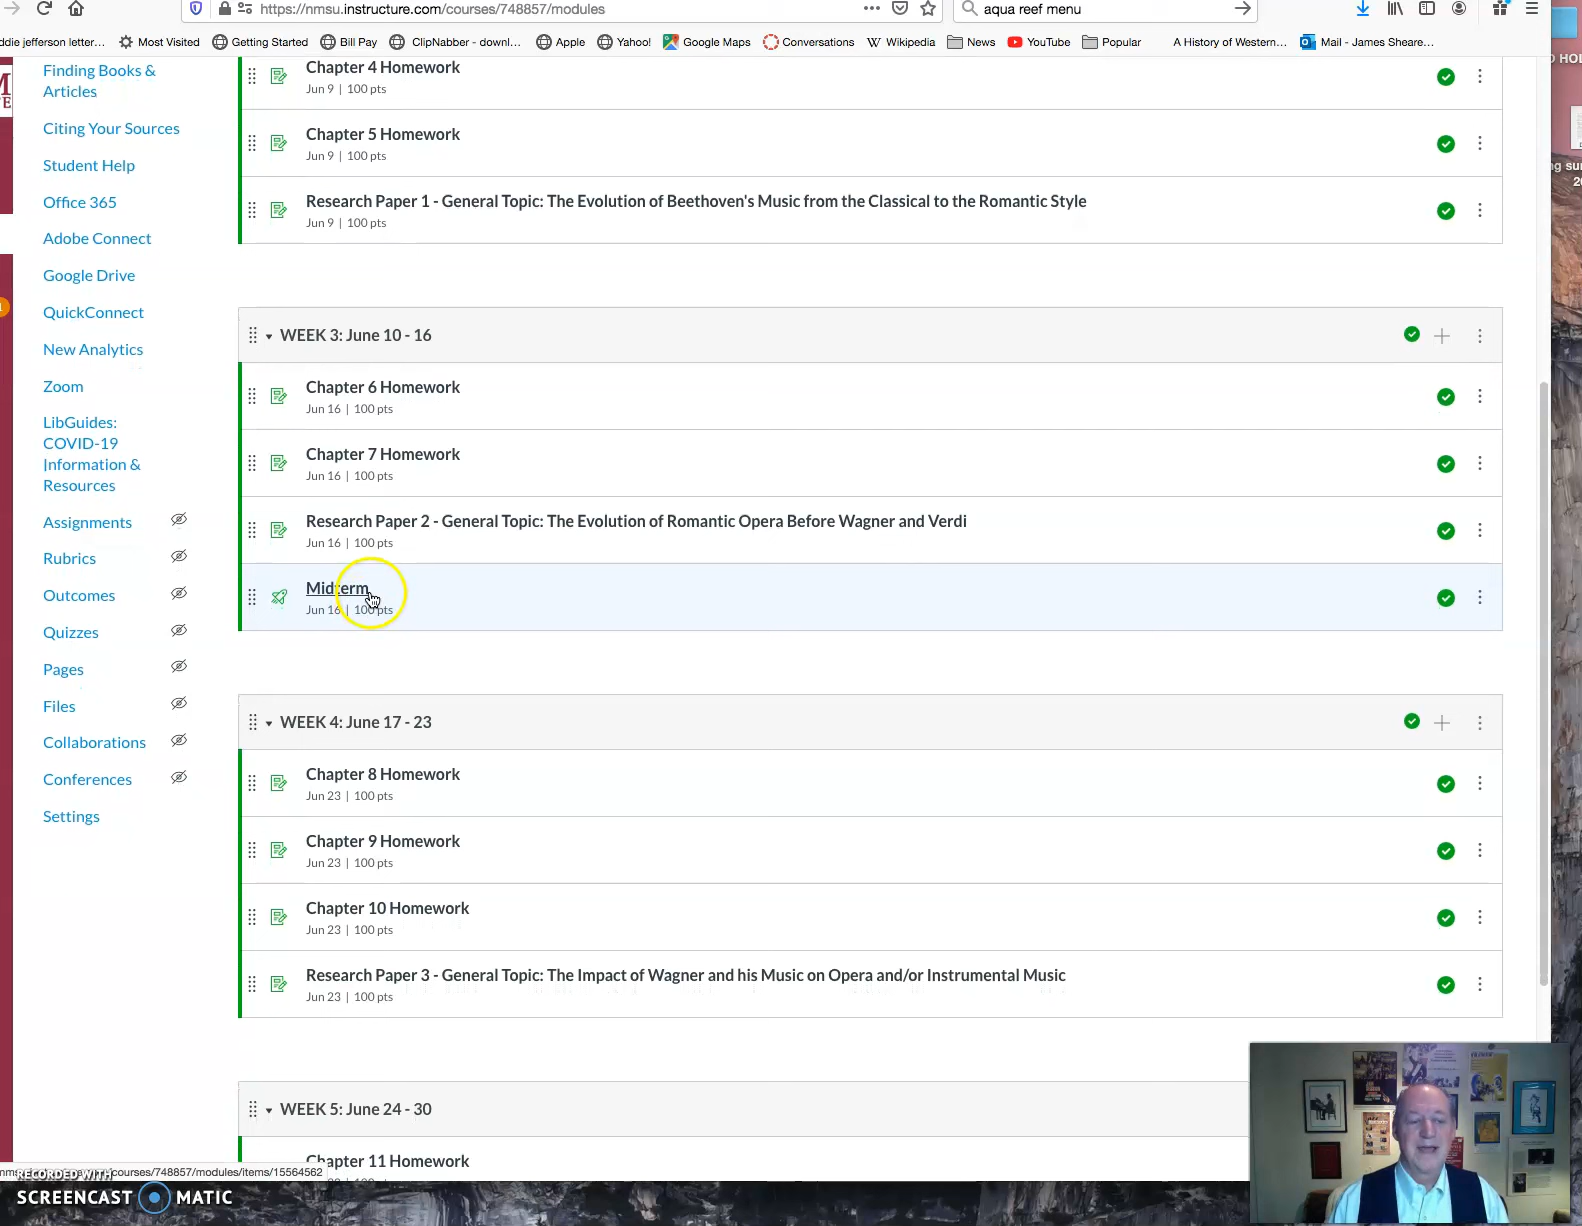 https://nmsu.instructure.com/courses/748857/modules
aqua reef menu
ddie jefferson letter...
Most Visited
Getting Started
Bill Pay
ClipNabber - downl...
Apple
Yahoo!
Google Maps
Conversations
Wikipedia
News
YouTube
Popular
A History of Western...
Mail - James Sheare...
Finding Books &
Articles
Citing Your Sources
Student Help
Office 365
Adobe Connect
Google Drive
QuickConnect
New Analytics
Zoom
LibGuides:
COVID-19
Information &
Resources
Assignments
Rubrics
Outcomes
Quizzes
Pages
Files
Collaborations
Conferences
Settings
Chapter 4 Homework
Jun 9 | 100 pts
Chapter 5 Homework
Jun 9 | 100 pts
Research Paper 1 - General Topic: The Evolution of Beethoven's Music from the Classical to the Romantic Style
Jun 9 | 100 pts
WEEK 3: June 10 - 16
Chapter 6 Homework
Jun 16 | 100 pts
Chapter 7 Homework
Jun 16 | 100 pts
Research Paper 2 - General Topic: The Evolution of Romantic Opera Before Wagner and Verdi
Jun 16 | 100 pts
Midterm
Jun 16 | 100 pts
WEEK 4: June 17 - 23
Chapter 8 Homework
Jun 23 | 100 pts
Chapter 9 Homework
Jun 23 | 100 pts
Chapter 10 Homework
Jun 23 | 100 pts
Research Paper 3 - General Topic: The Impact of Wagner and his Music on Opera and/or Instrumental Music
Jun 23 | 100 pts
WEEK 5: June 24 - 30
Chapter 11 Homework
courses/748857/modules/items/15564562
RECORDED WITH
SCREENCAST MATIC